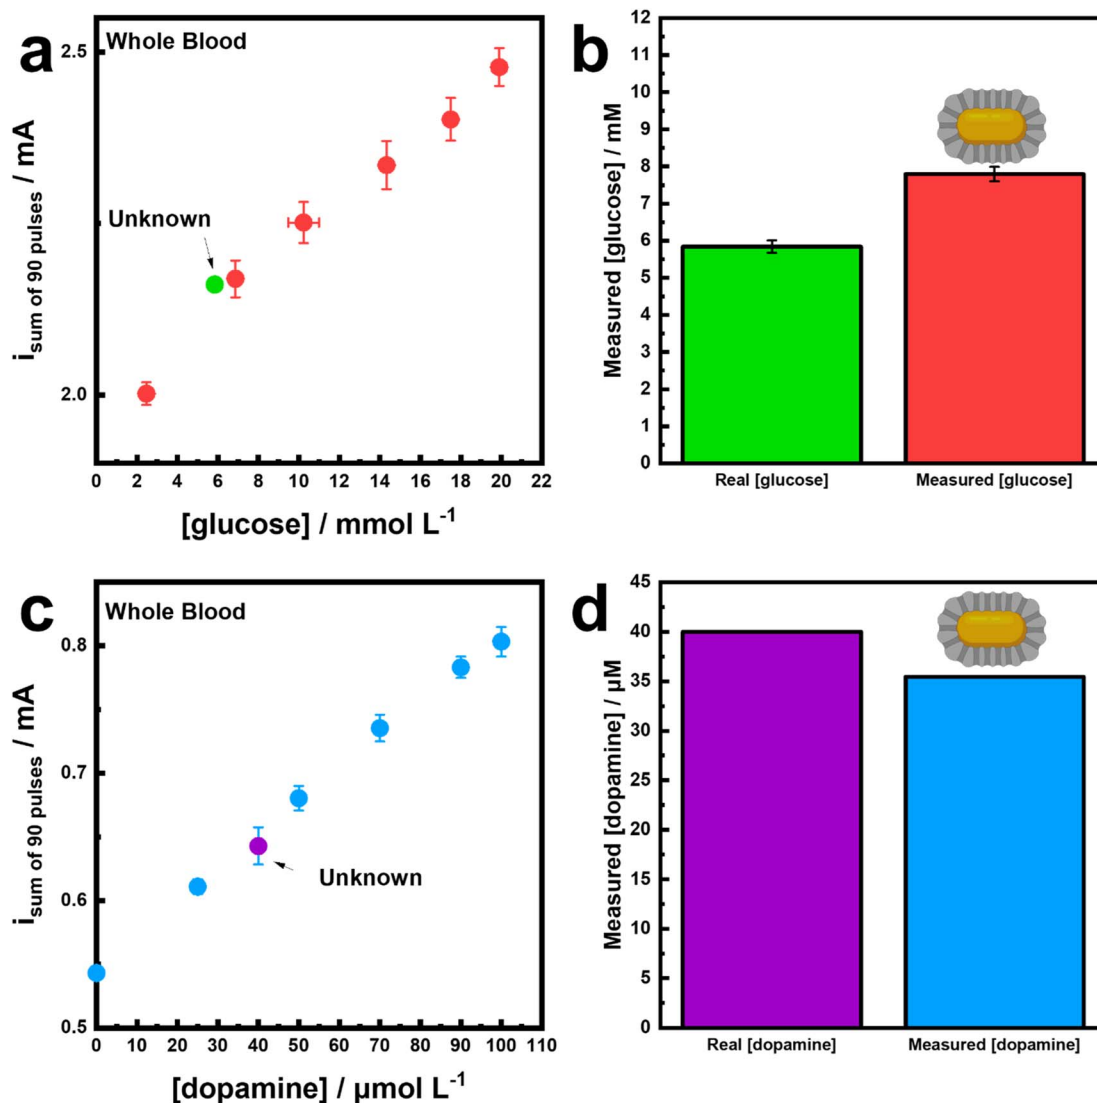 a
Whole Blood
2.5
2.0
i sum of 90 pulses / mA
Unknown
0 2 4 6 8 10 12 14 16 18 20 22
[glucose] / mmol L-1
b
12
11
10
9
8
7
6
5
4
3
2
1
0
Measured [glucose] / mM
Real [glucose] Measured [glucose]
c
Whole Blood
0.8
0.7
0.6
0.5
i sum of 90 pulses / mA
Unknown
0 10 20 30 40 50 60 70 80 90 100 110
[dopamine] / µmol L-1
d
45
40
35
30
25
20
15
10
5
0
Measured [dopamine] / µM
Real [dopamine] Measured [dopamine]